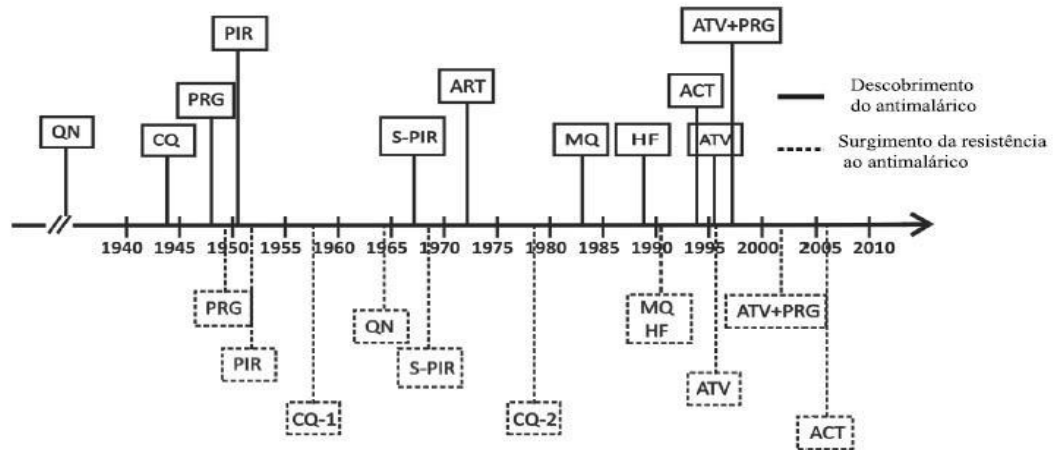 ATV+PRG
PIR
PRG
ART
ACT
QN
CQ
S-PIR
MQ
HF
ATV
Descobrimento
do antimalárico
Surgimento da resistência
ao antimalárico
1940 1945 1950 1955 1960 1965 1970 1975 1980 1985 1990 1995 2000 2005 2010
PRG
QN
MQ
HF
ATV+PRG
PIR
S-PIR
ATV
CQ-1
CQ-2
ACT